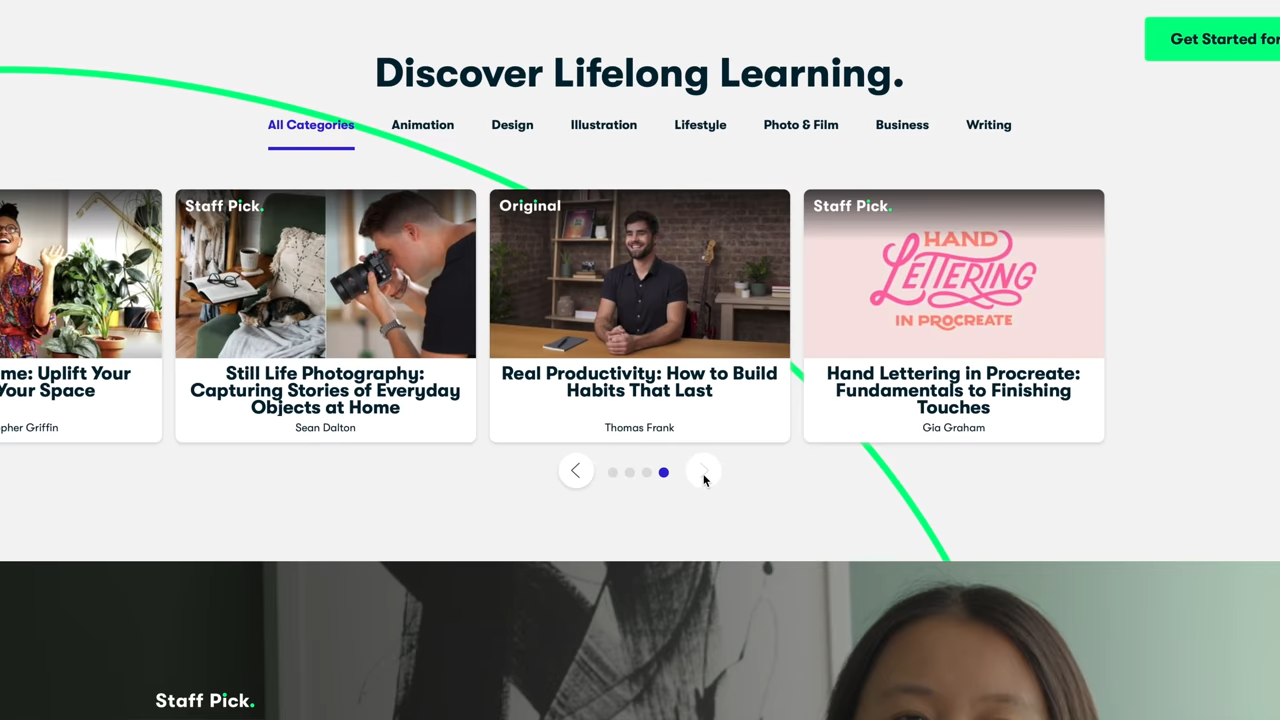 Get Started for
Discover Lifelong Learning.
All Categories Animation Design Illustration Lifestyle Photo & Film Business Writing
Staff Pick.
Original
Staff Pick.
HAND
LETTERING
IN PROCREATE
me: Uplift Your
Your Space
pher Griffin
Still Life Photography:
Capturing Stories of Everyday
Objects at Home
Sean Dalton
Real Productivity: How to Build
Habits That Last
Thomas Frank
Hand Lettering in Procreate:
Fundamentals to Finishing
Touches
Gia Graham
Staff Pick.